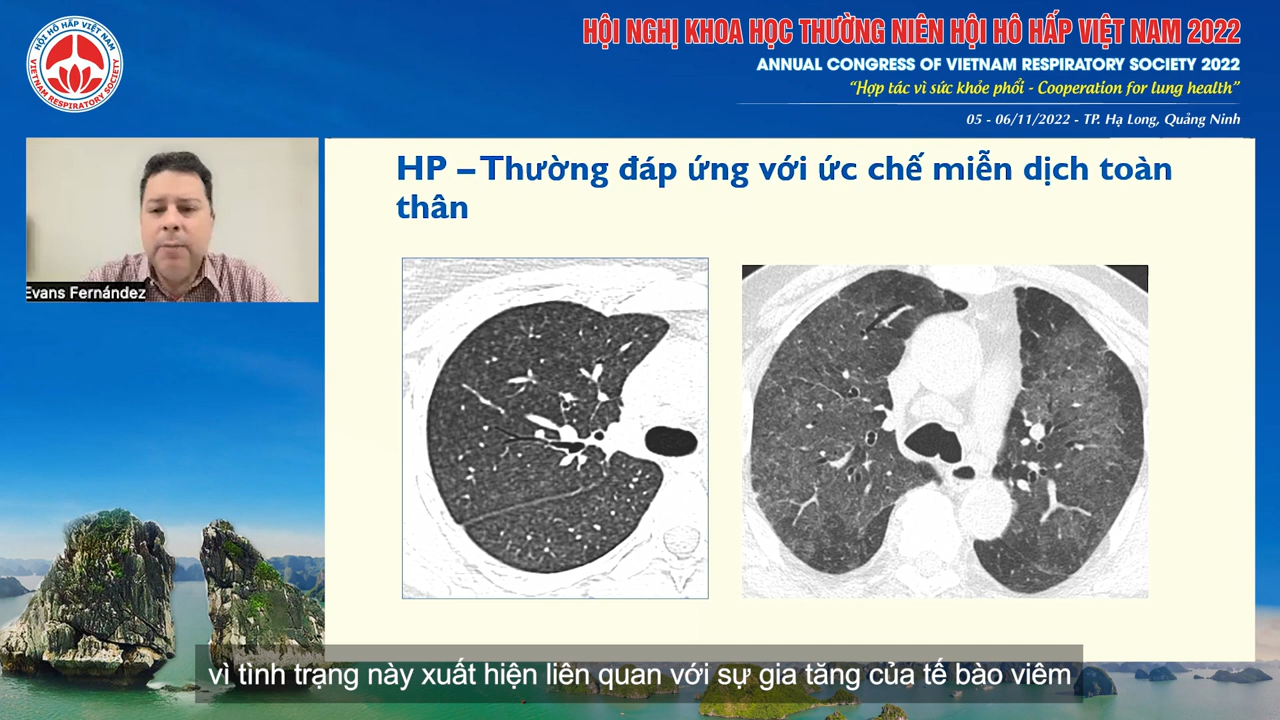 HỘI HÔ HẤP VIỆT NAM
VIETNAM RESPIRATORY SOCIETY
HỘI NGHỊ KHOA HỌC THƯỜNG NIÊN HỘI HÔ HẤP VIỆT NAM 2022
ANNUAL CONGRESS OF VIETNAM RESPIRATORY SOCIETY 2022
“Hợp tác vì sức khỏe phổi - Cooperation for lung health”
05 - 06/11/2022 - TP. Hạ Long, Quảng Ninh
Evans Fernández
HP – Thường đáp ứng với ức chế miễn dịch toàn
thân
vì tình trạng này xuất hiện liên quan với sự gia tăng của tế bào viêm